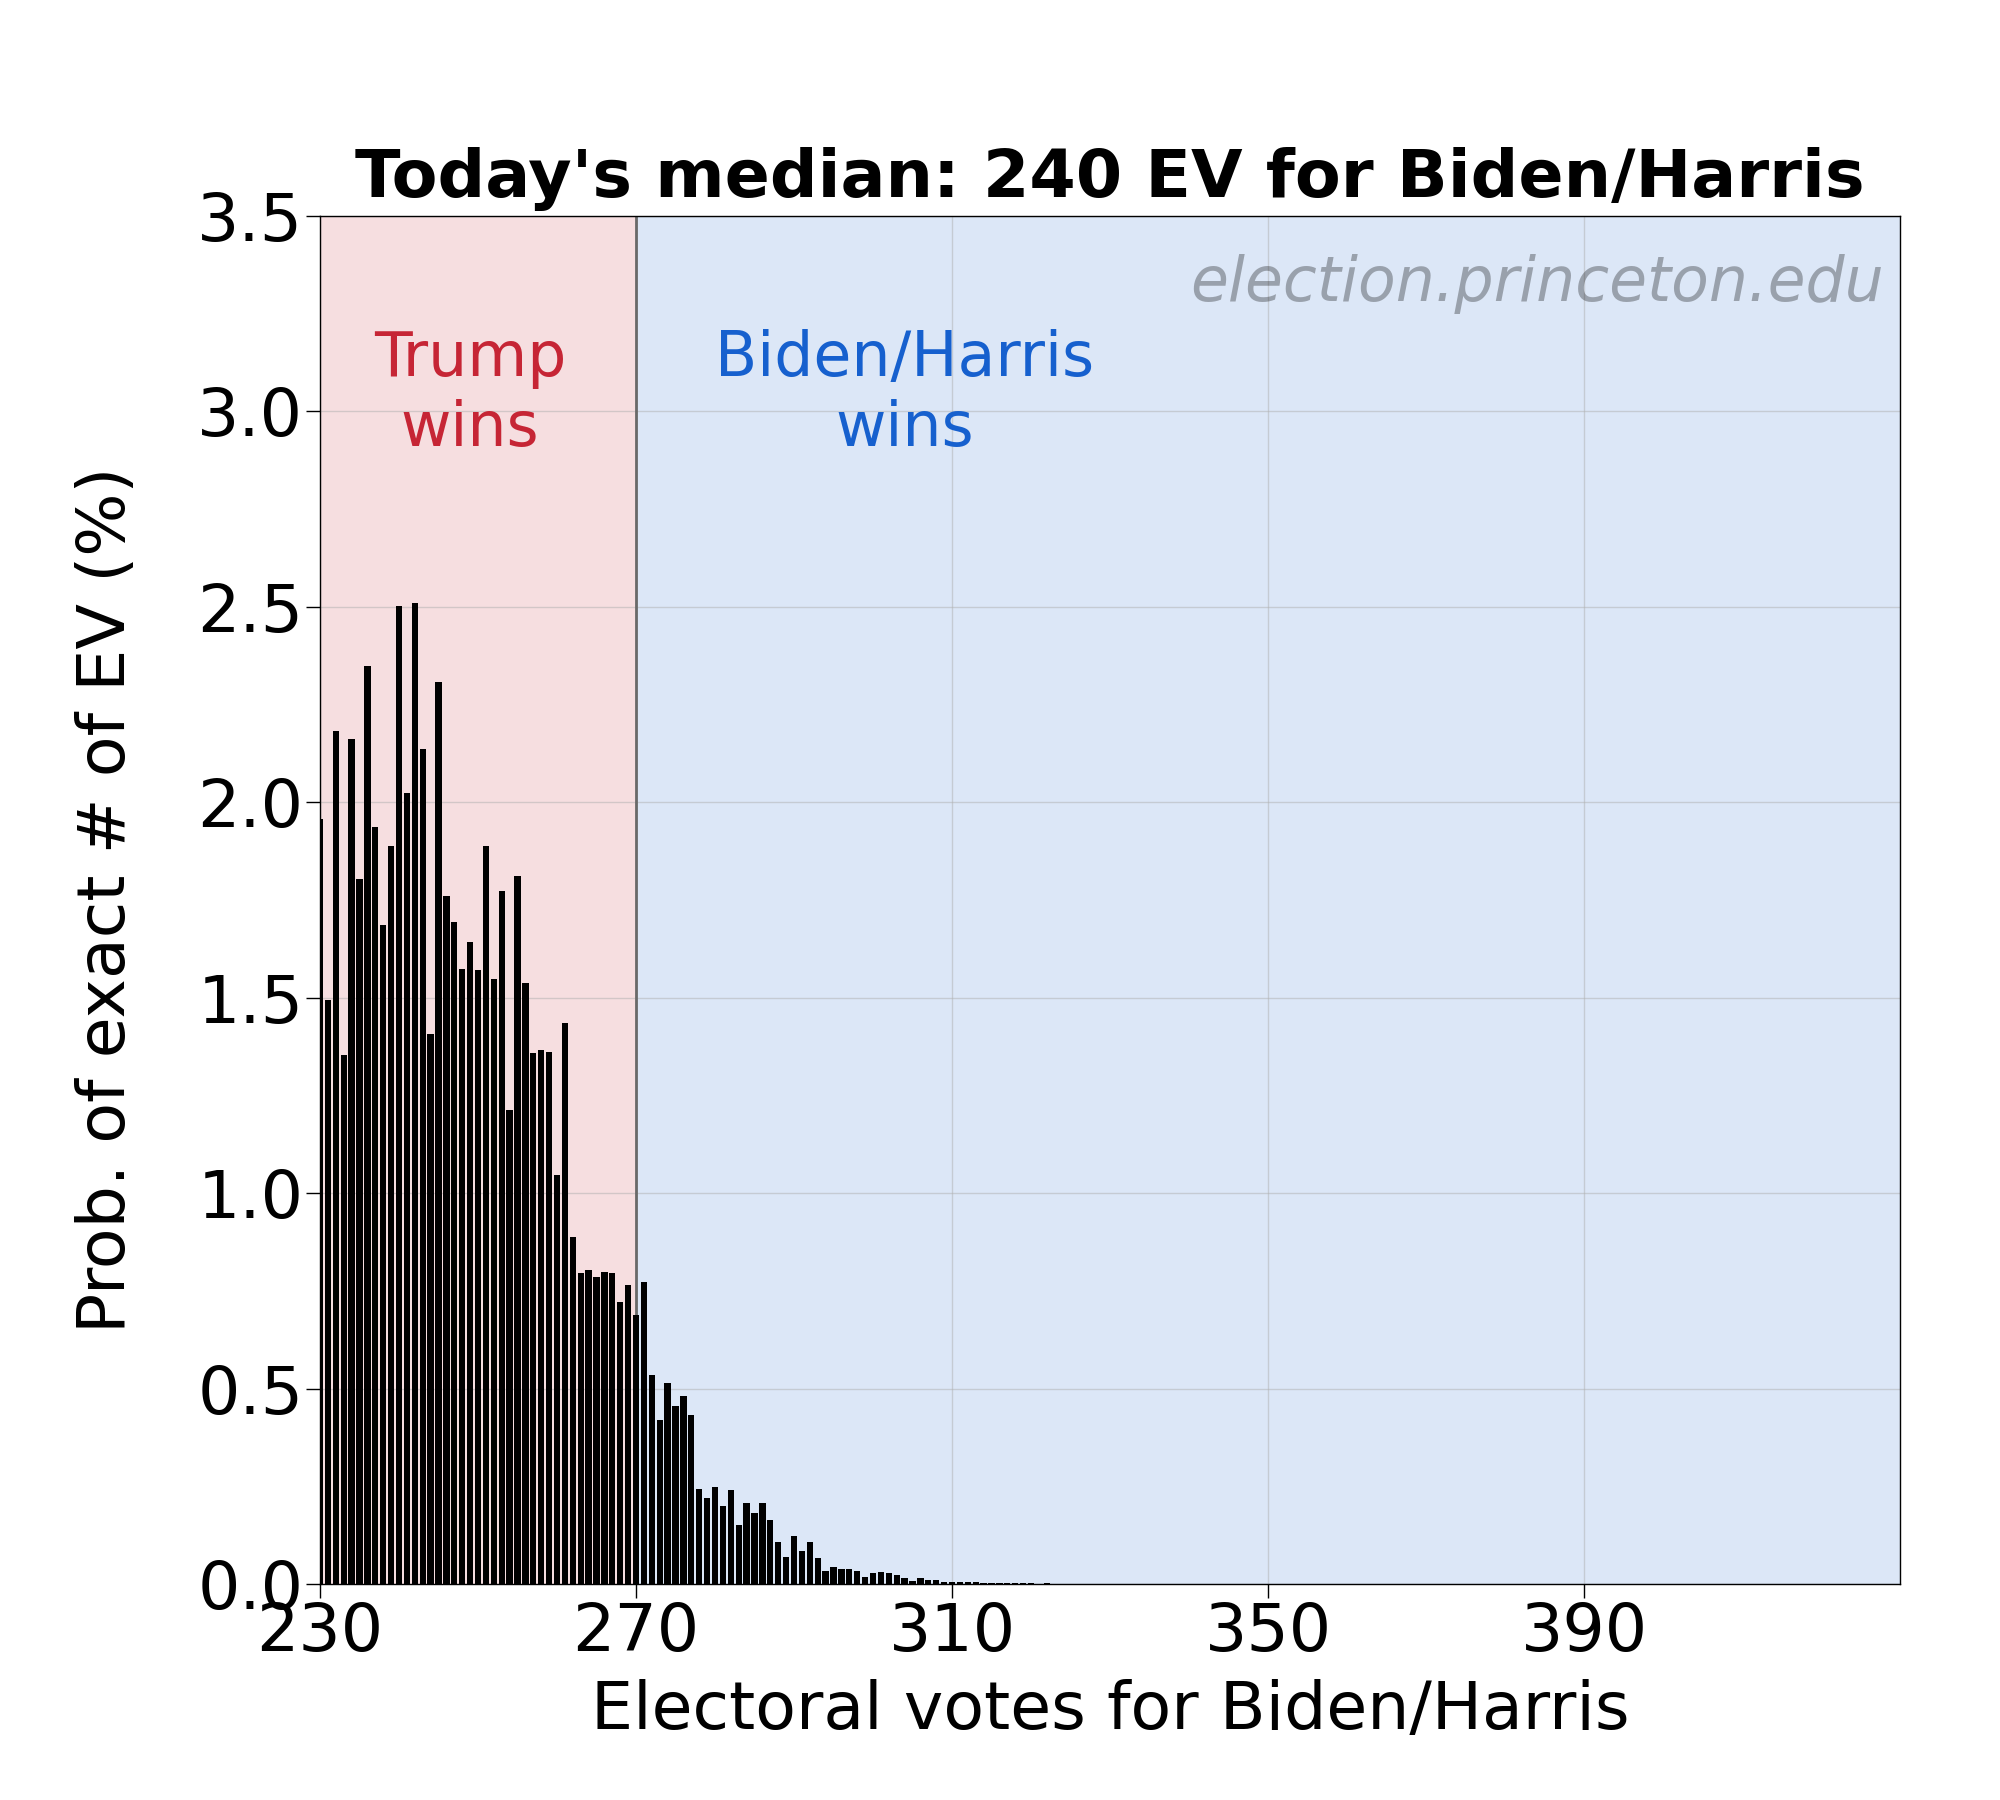 Today's median: 240 EV for Biden/Harris
election.princeton.edu
Trump
wins
Biden/Harris
wins
Prob. of exact # of EV (%)
3.5
3.0
2.5
2.0
1.5
1.0
0.5
0.0
230 270 310 350 390
Electoral votes for Biden/Harris